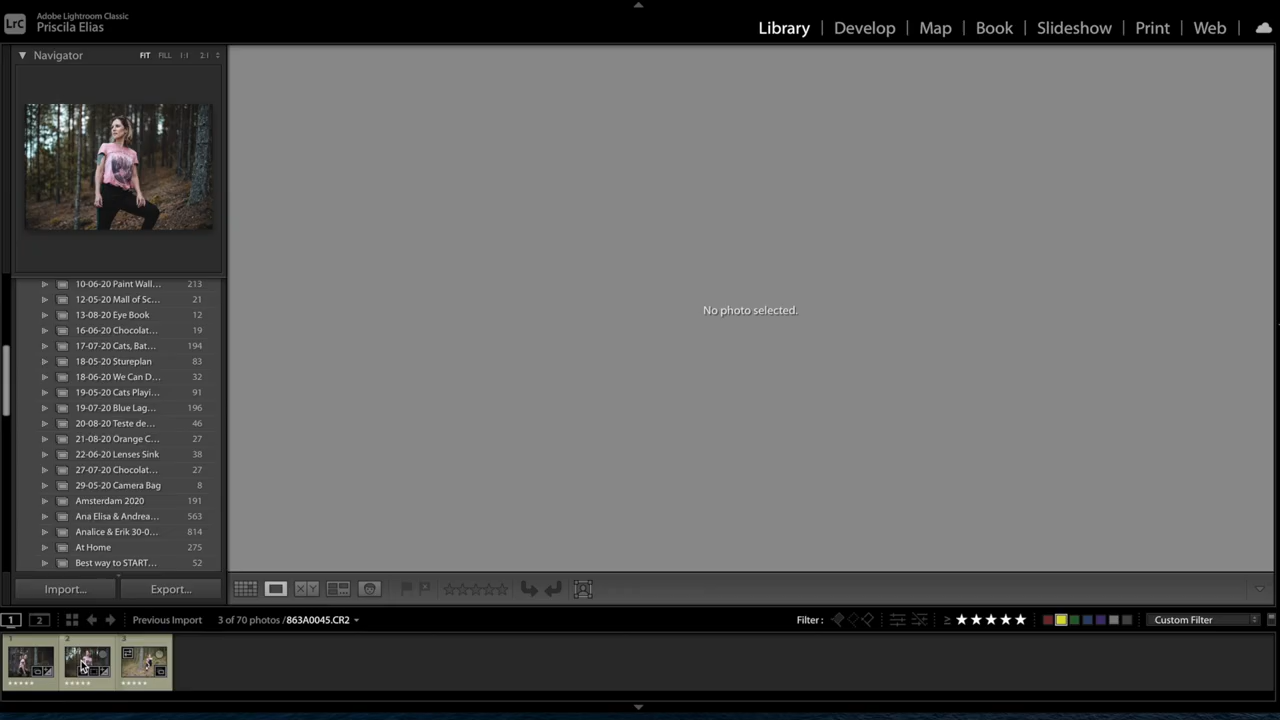 LrC
Adobe Lightroom Classic
Priscila Elias
Library | Develop | Map | Book | Slideshow | Print | Web |
Navigator FIT FILL 1:1 2:1
No photo selected.
10-06-20 Paint Wall... 213
12-05-20 Mall of Sc... 21
13-08-20 Eye Book 12
16-06-20 Chocolat... 19
17-07-20 Cats, Bat... 194
18-05-20 Stureplan 83
18-06-20 We Can D... 32
19-05-20 Cats Playi... 91
19-07-20 Blue Lag... 196
20-08-20 Teste de... 46
21-08-20 Orange C... 27
22-06-20 Lenses Sink 38
27-07-20 Chocolat... 27
29-05-20 Camera Bag 8
Amsterdam 2020 191
Ana Elisa & Andrea... 563
Analice & Erik 30-0... 814
At Home 275
Best way to START... 52
Import... Export... X Y
1 2 Previous Import 3 of 70 photos / 863A0045.CR2 Filter : ≥ ★★★★★ Custom Filter
1 2 3